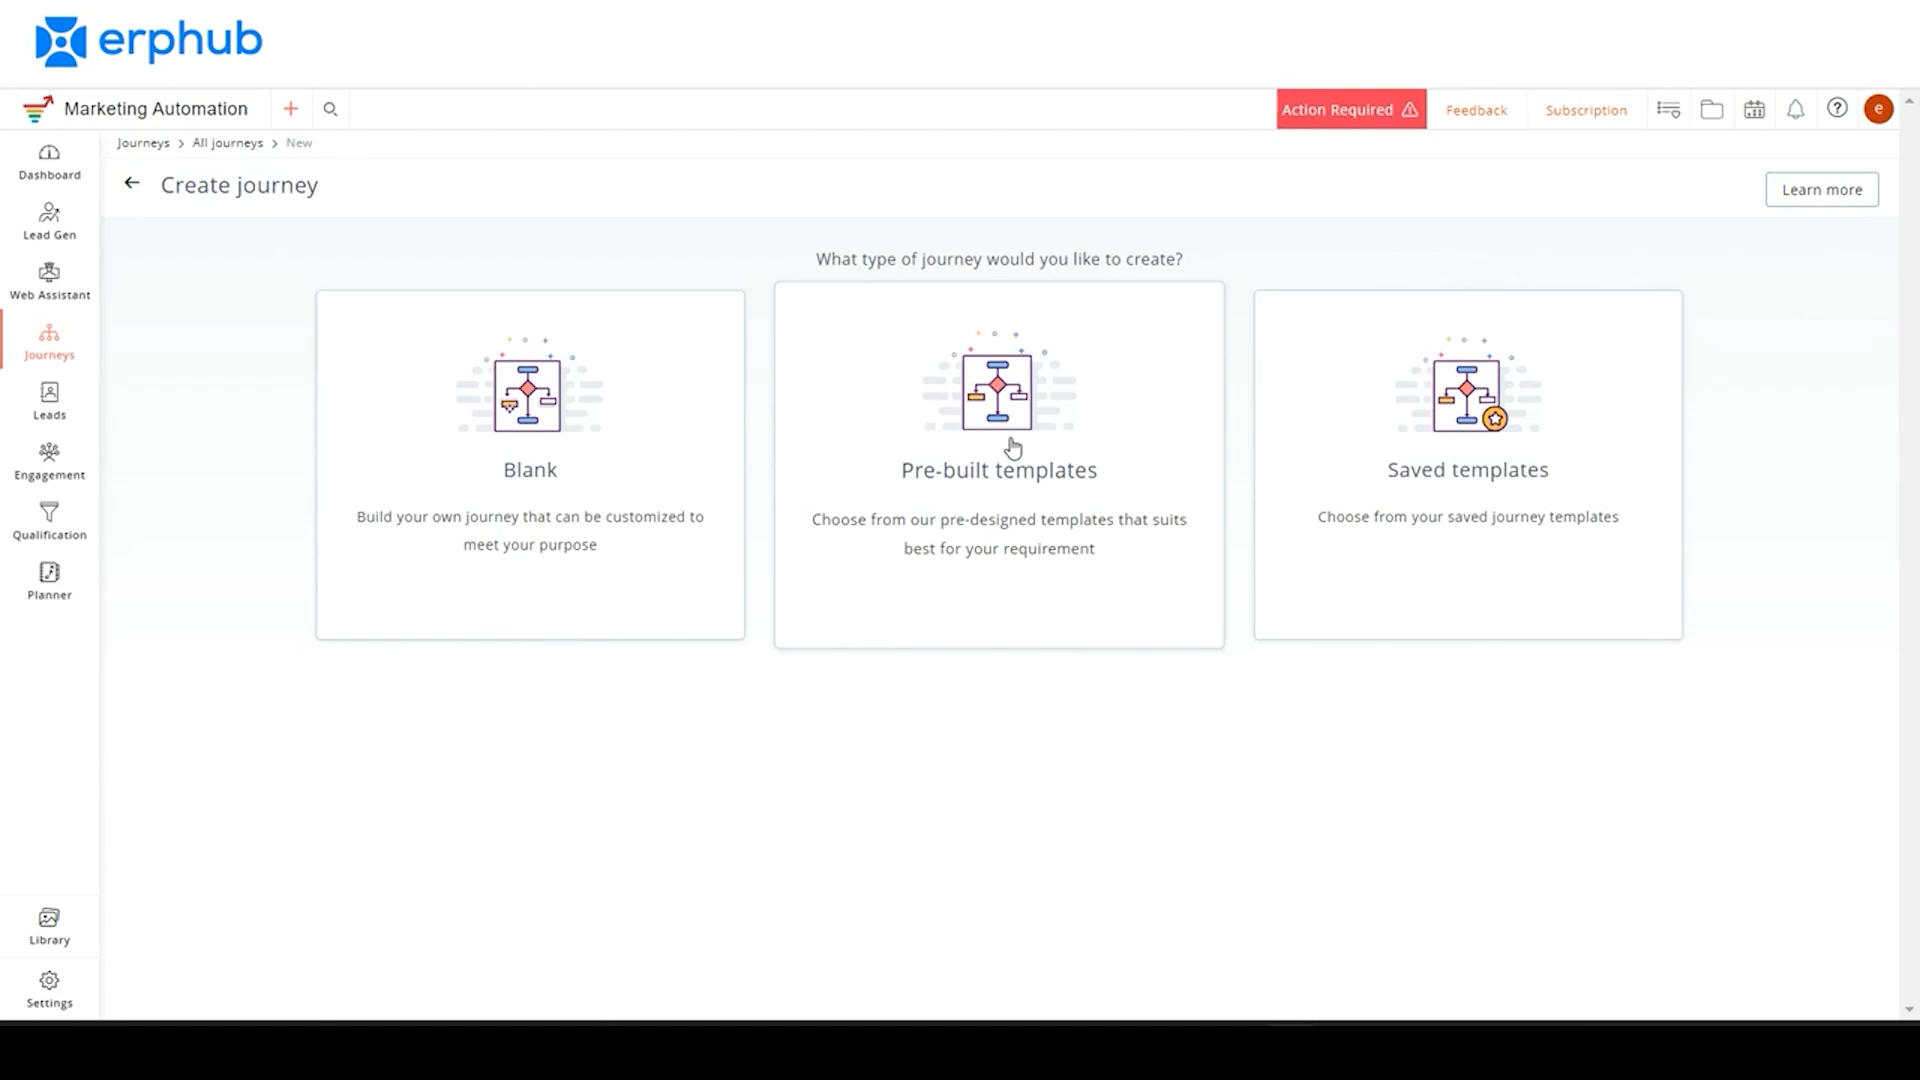 erphub
Marketing Automation
Action Required
Feedback
Subscription
e
Journeys > All journeys > New
Create journey
Learn more
Dashboard
Lead Gen
Web Assistant
Journeys
Leads
Engagement
Qualification
Planner
Library
Settings
What type of journey would you like to create?
Blank
Build your own journey that can be customized to
meet your purpose
Pre-built templates
Choose from our pre-designed templates that suits
best for your requirement
Saved templates
Choose from your saved journey templates